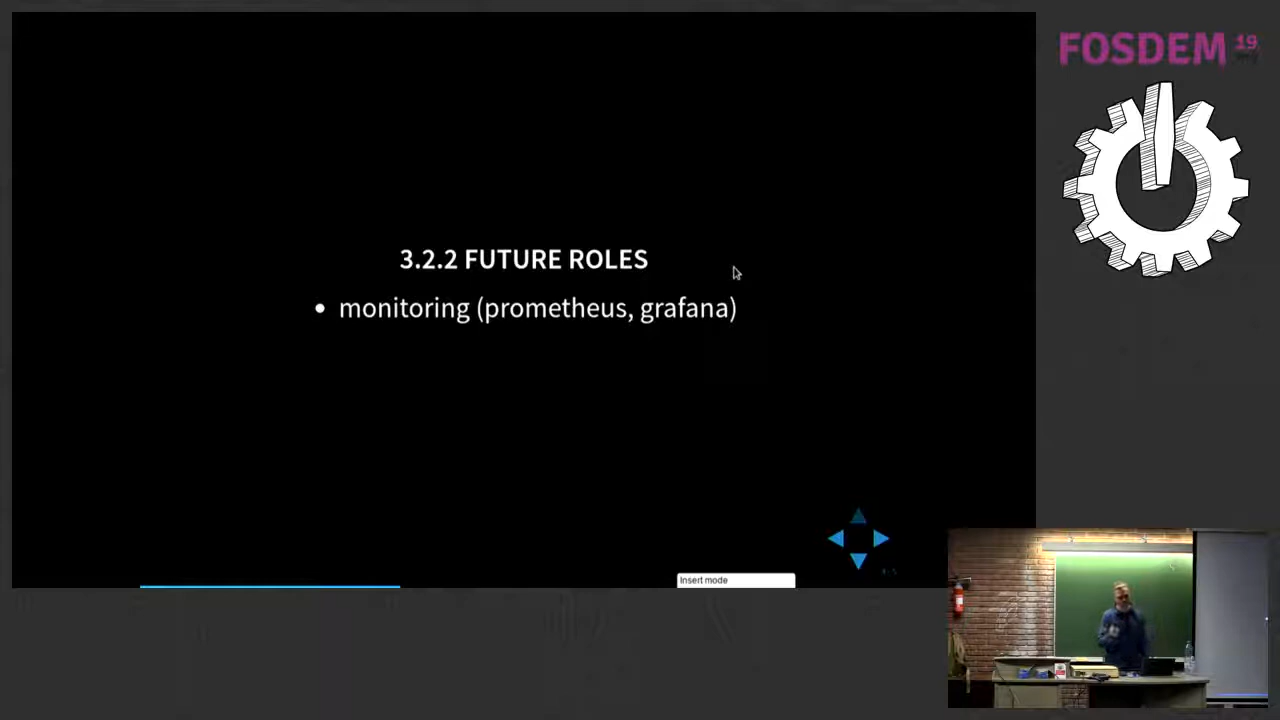 FOSDEM 19
3.2.2 FUTURE ROLES
• monitoring (prometheus, grafana)
Insert mode